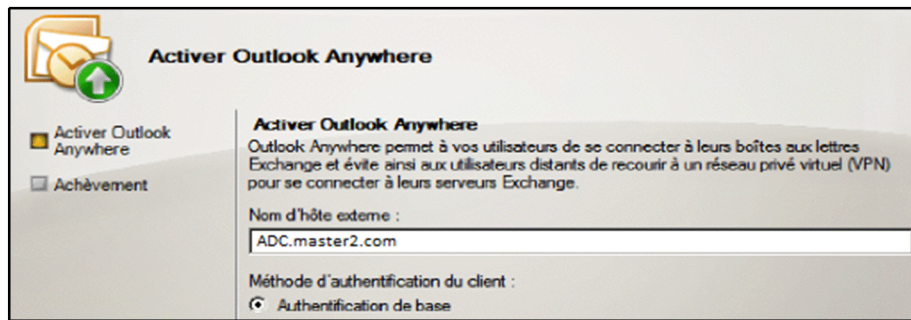 Activer Outlook Anywhere
Activer Outlook
Anywhere
Achèvement
Activer Outlook Anywhere
Outlook Anywhere permet à vos utilisateurs de se connecter à leurs boîtes aux lettres
Exchange et évite ainsi aux utilisateurs distants de recourir à un réseau privé virtuel (VPN)
pour se connecter à leurs serveurs Exchange.
Nom d'hôte externe :
ADC.master2.com
Méthode d'authentification du client :
Authentification de base